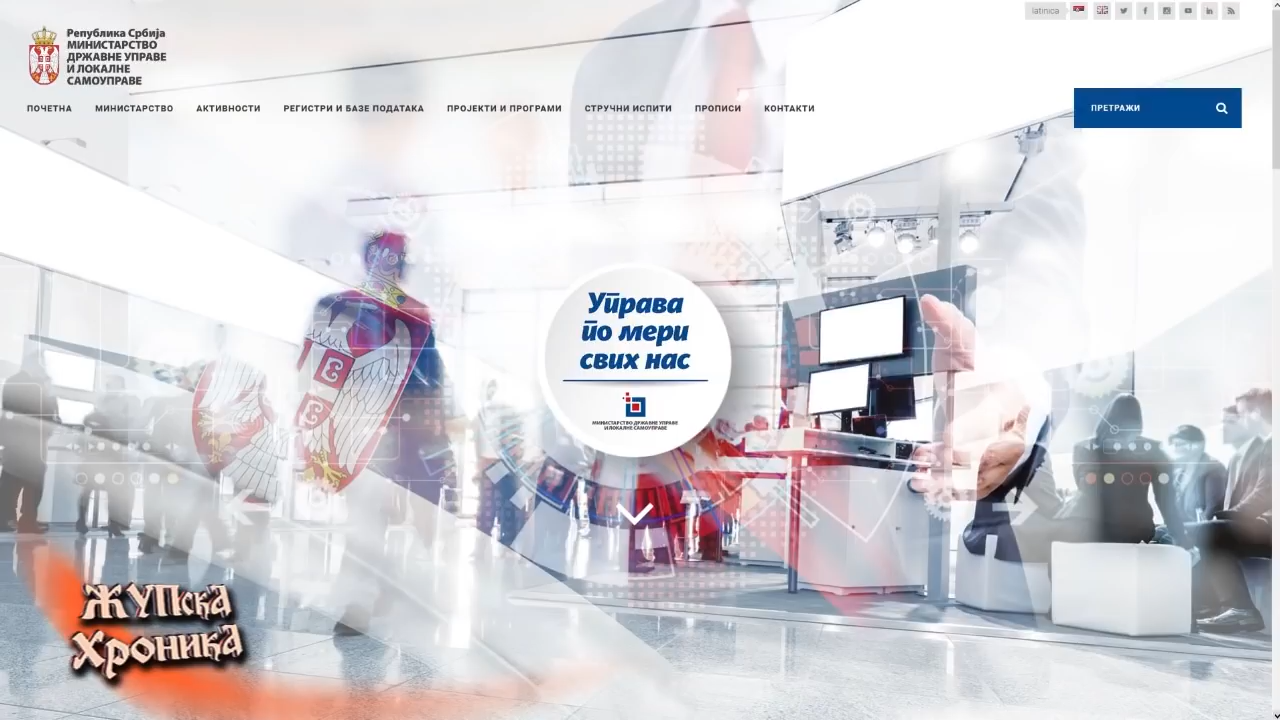 latinica
Република Србија
МИНИСТАРСТВО
ДРЖАВНЕ УПРАВЕ
И ЛОКАЛНЕ
САМОУПРАВЕ
ПОЧЕТНА МИНИСТАРСТВО АКТИВНОСТИ РЕГИСТРИ И БАЗЕ ПОДАТАКА ПРОЈЕКТИ И ПРОГРАМИ СТРУЧНИ ИСПИТИ ПРОПИСИ КОНТАКТИ
ПРЕТРАЖИ
Управа
по мери
свих нас
МИНИСТАРСТВО ДРЖАВНЕ УПРАВЕ
И ЛОКАЛНЕ САМОУПРАВЕ
ЖУПска
Хроника